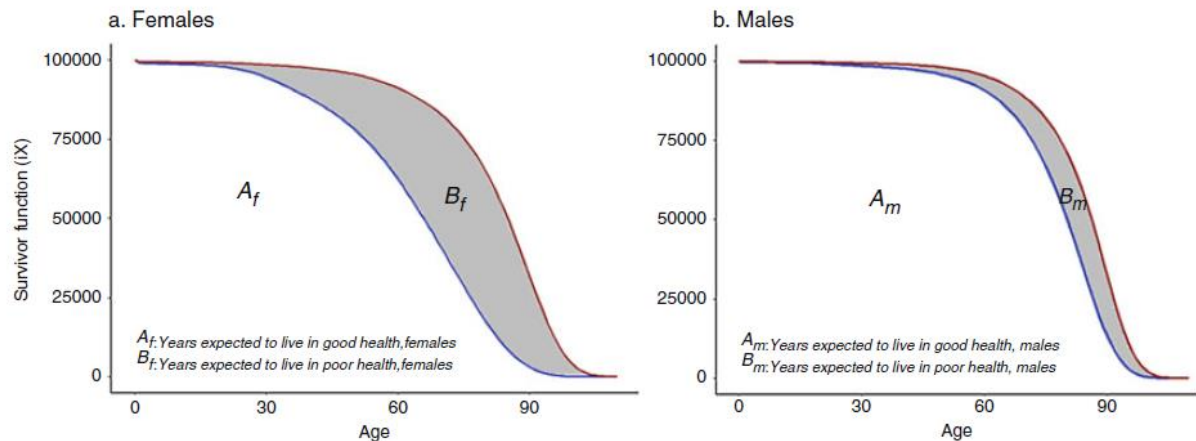 a. Females
100000
75000
50000
25000
0
Survivor function (iX)
A_f
B_f
A_f:Years expected to live in good health,females
B_f:Years expected to live in poor health,females
0 30 60 90
Age
b. Males
100000
75000
50000
25000
0
A_m
B_m
A_m:Years expected to live in good health, males
B_m:Years expected to live in poor health, males
0 30 60 90
Age